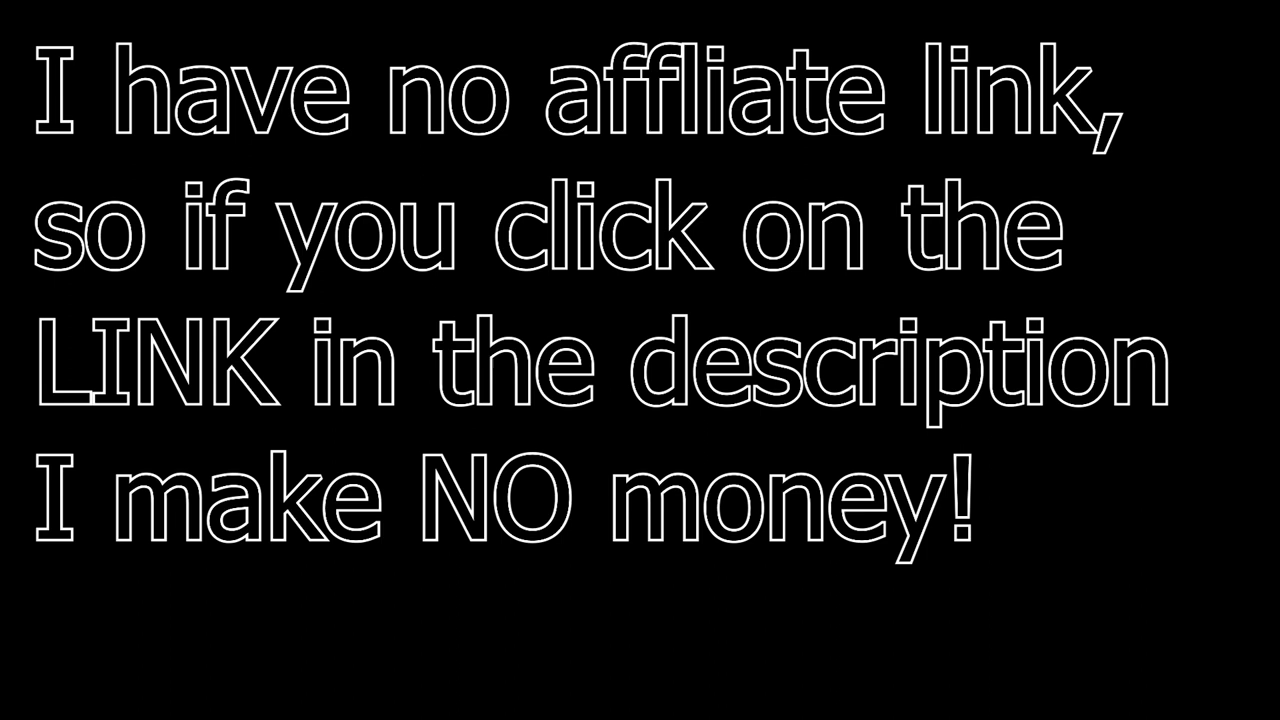 I have no affliate link,
so if you click on the
LINK in the description
I make NO money!